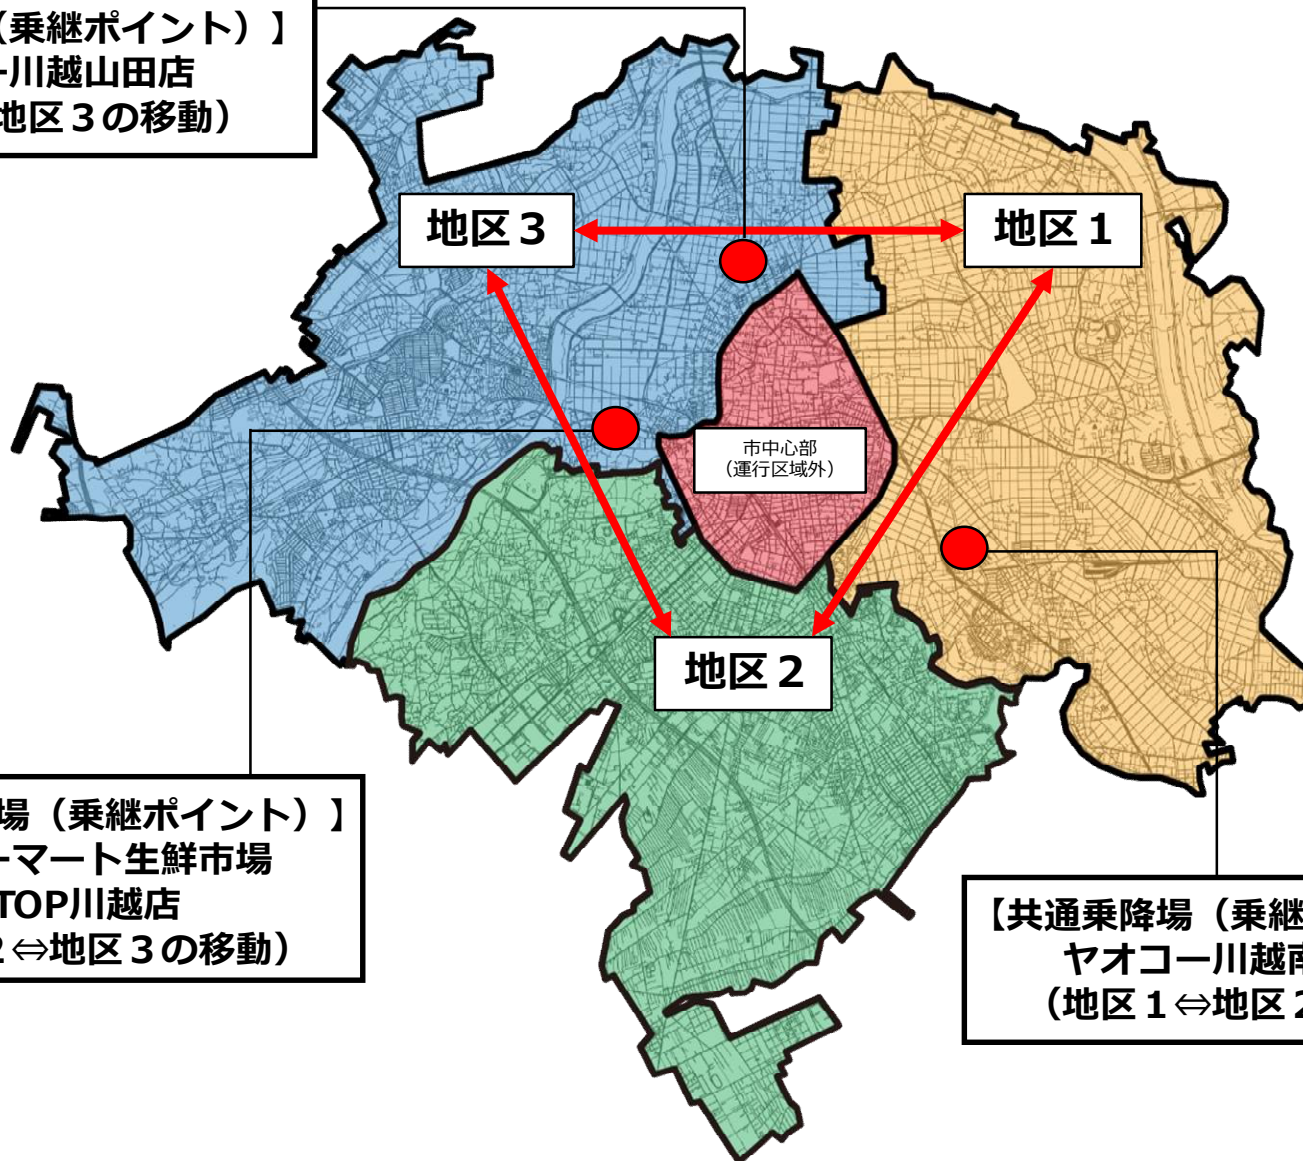 （乗継ポイント）】
ー川越山田店
地区３の移動）
地区３
地区１
市中心部
（運行区域外）
地区２
場（乗継ポイント）】
ーマート生鮮市場
TOP川越店
２⇔地区３の移動）
【共通乗降場（乗継
ヤオコー川越南
（地区１⇔地区２